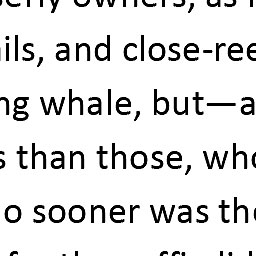 owners, as
ils, and close-ree
ng whale, but—a
s than those, who
o sooner was the